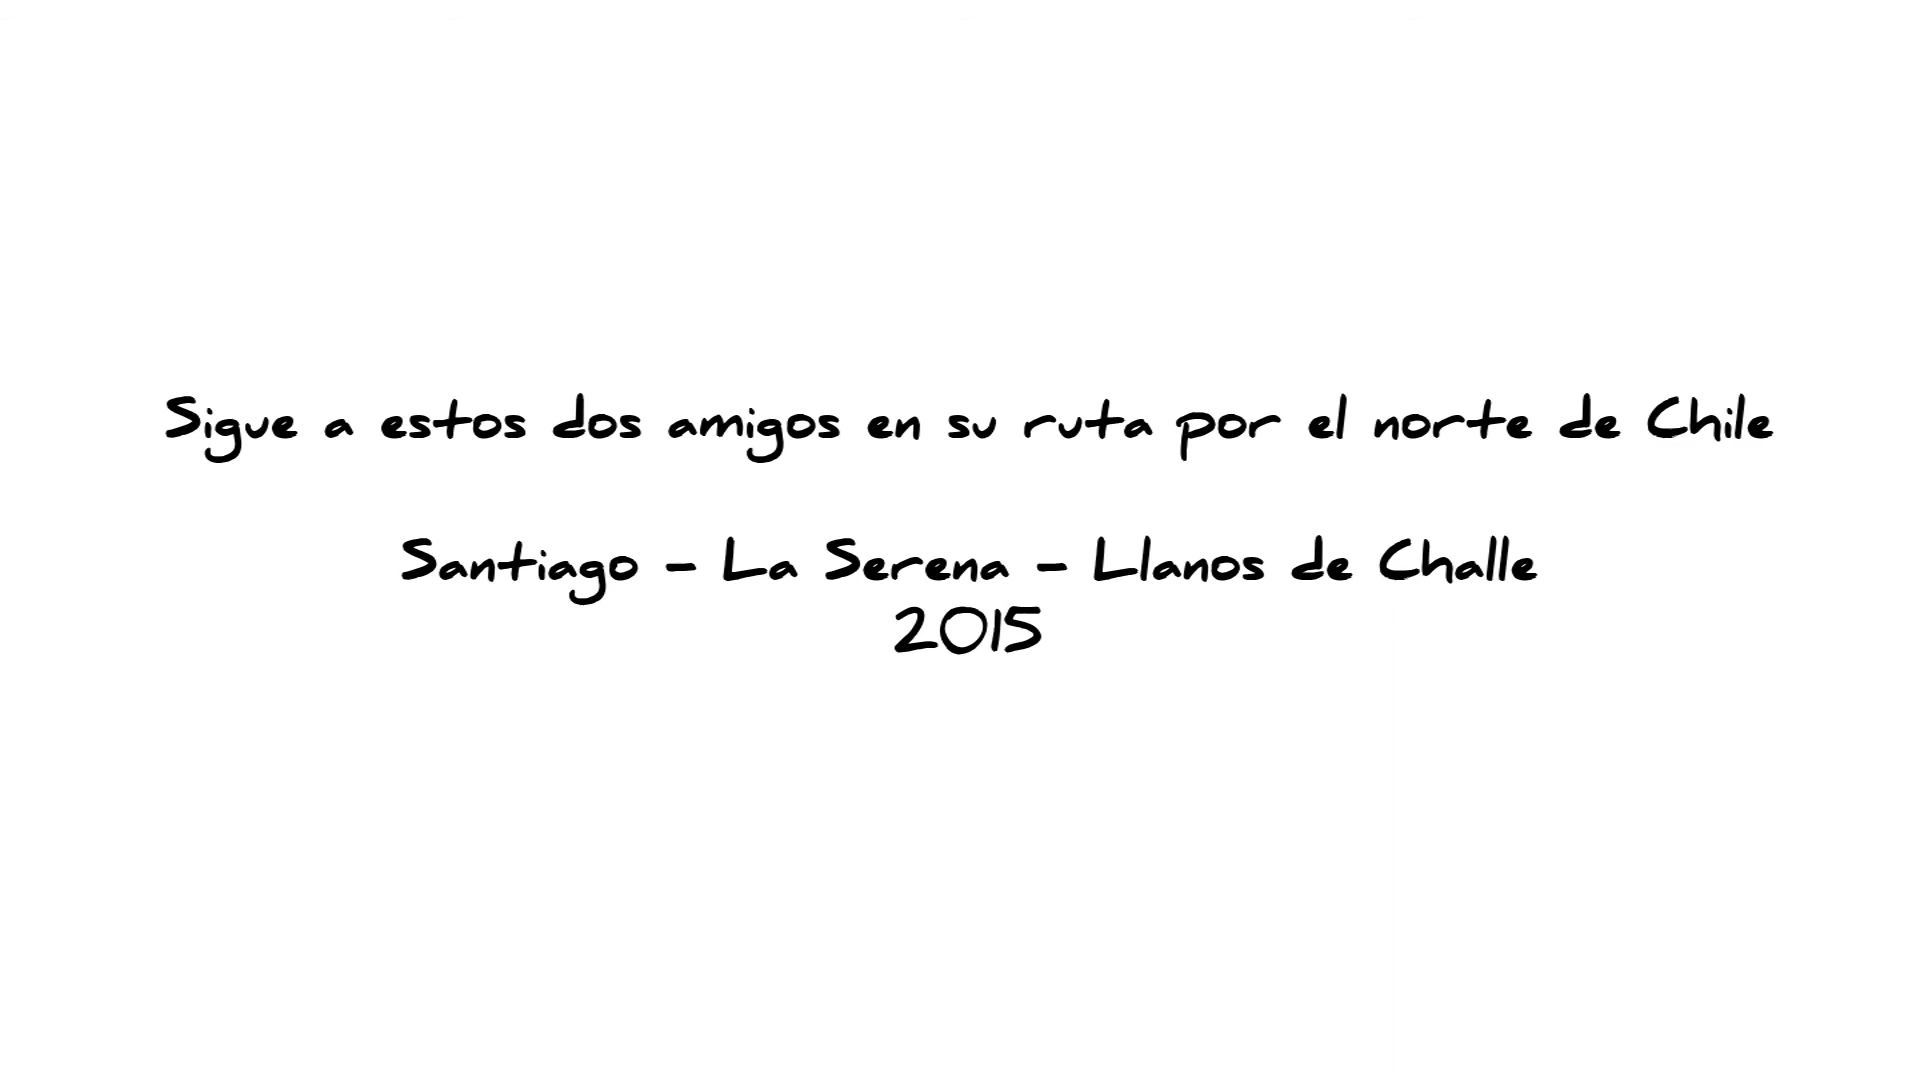 Sigue a estos dos amigos en su ruta por el norte de Chile
Santiago - La Serena - Llanos de Challe
2015